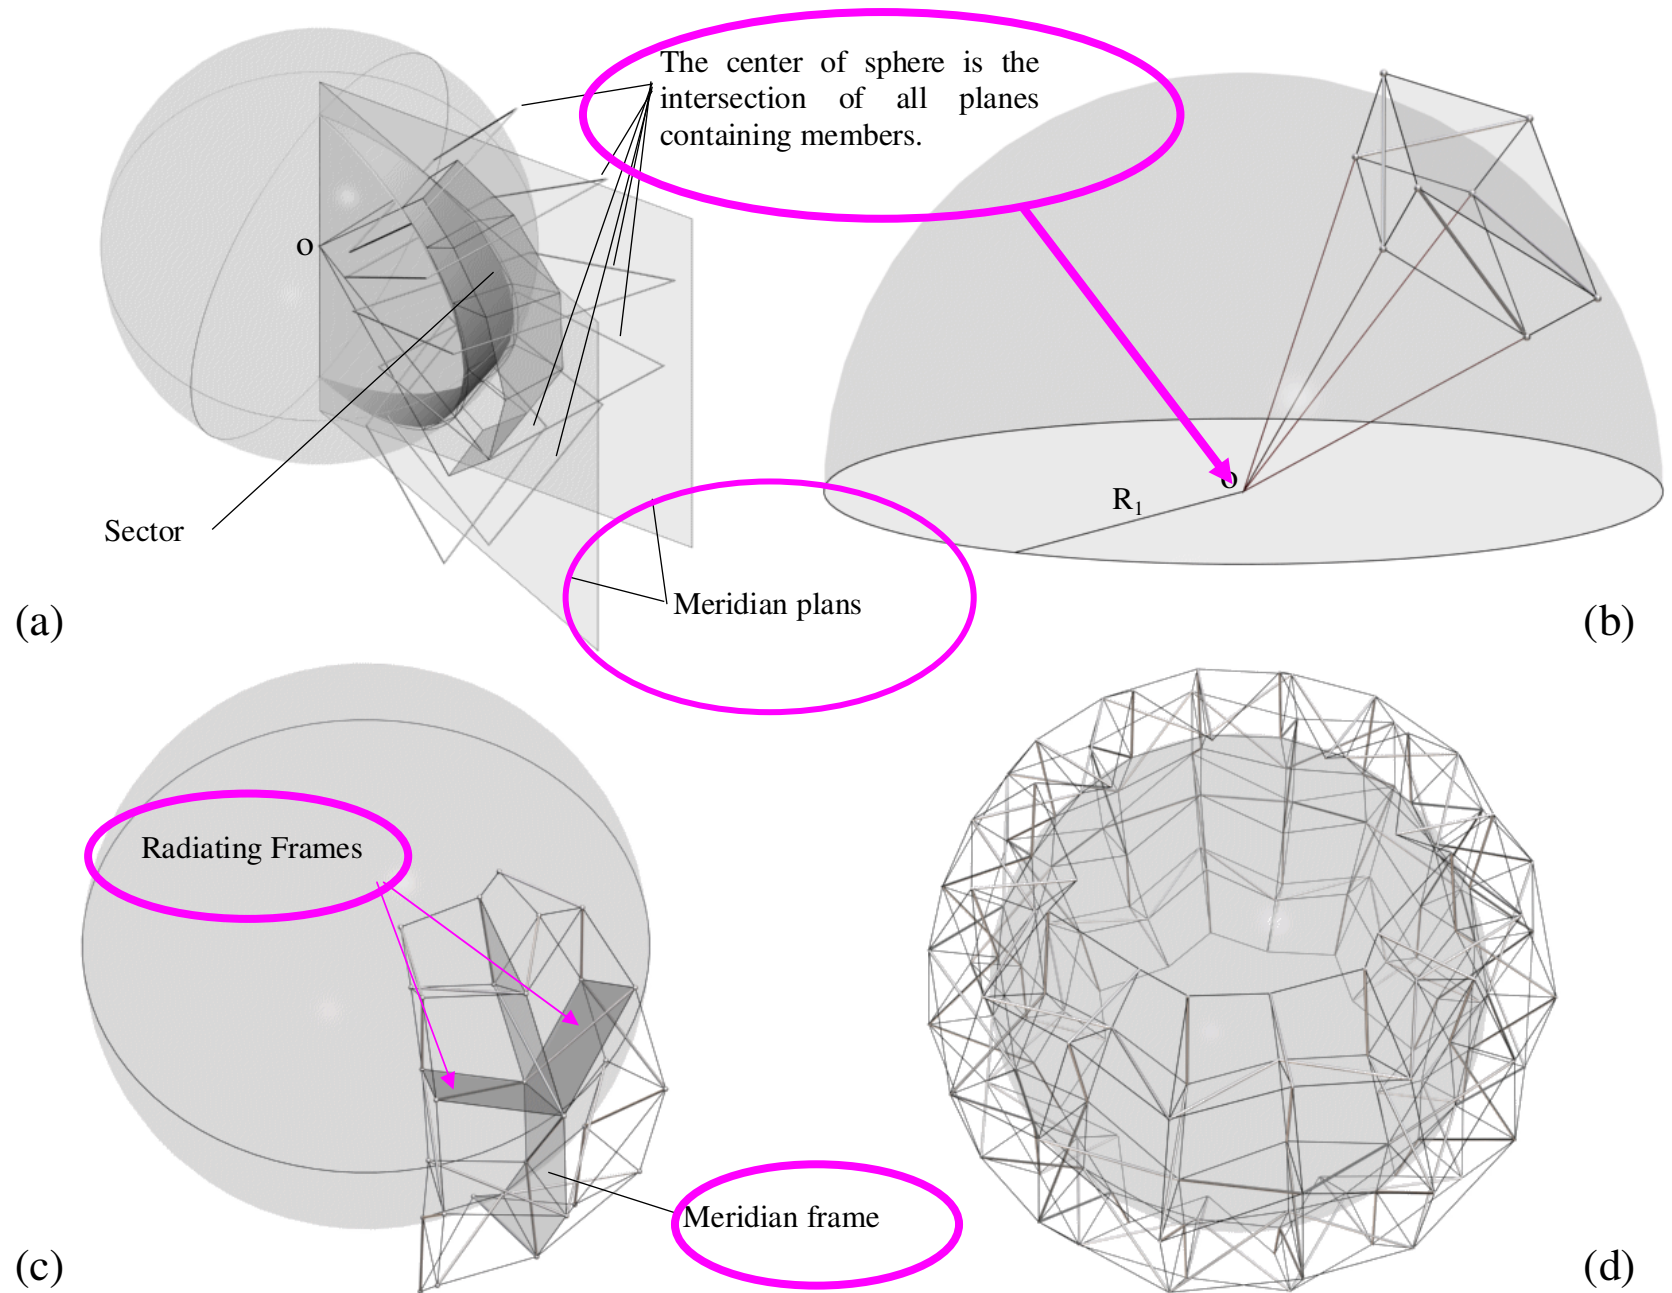 The center of sphere is the
intersection of all planes
containing members.
o
Sector
Meridian plans
(a)
o
R1
(b)
Radiating Frames
Meridian frame
(c)
(d)